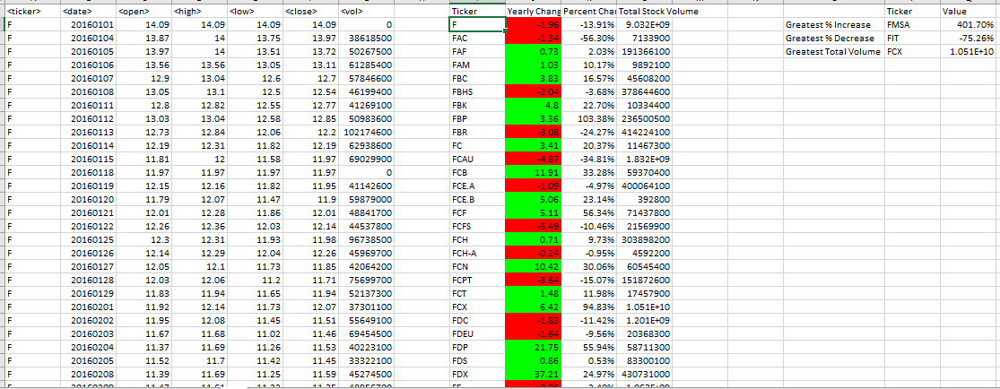 <ticker> <date> <open> <high> <low> <close> <vol> Ticker Yearly Chang Percent Chai Total Stock Volume Ticker Value
F 20160101 14.09 14.09 14.09 14.09 0 F -1.96 -13.91% 9.032E+09 Greatest % Increase FMSA 401.70%
F 20160104 13.87 14 13.75 13.97 38618500 FAC -1.34 -56.30% 7133900 Greatest % Decrease FIT -75.26%
F 20160105 13.97 14 13.51 13.72 50267500 FAF 0.73 2.03% 191366100 Greatest Total Volume FCX 1.051E+10
F 20160106 13.56 13.56 13.05 13.11 61285400 FAM 1.03 10.17% 9892100
F 20160107 12.9 13.04 12.6 12.7 57846600 FBC 3.83 16.57% 45608200
F 20160108 13.05 13.1 12.5 12.54 46199400 FBHS -2.04 -3.68% 378644600
F 20160111 12.8 12.82 12.55 12.77 41269100 FBK 4.8 22.70% 10334400
F 20160112 13.03 13.04 12.58 12.85 50983600 FBP 3.36 103.38% 236500500
F 20160113 12.73 12.84 12.06 12.2 102174600 FBR -3.08 -24.27% 414224100
F 20160114 12.19 12.31 11.82 12.19 62938600 FC 3.41 20.37% 11467300
F 20160115 11.81 12 11.58 11.97 69029900 FCAU -4.87 -34.81% 1.832E+09
F 20160118 11.97 11.97 11.97 11.97 0 FCB 11.91 33.28% 59370400
F 20160119 12.15 12.16 11.82 11.95 41142600 FCE.A -1.09 -4.97% 400064100
F 20160120 11.79 12.07 11.47 11.9 59879000 FCE.B 5.06 23.14% 392800
F 20160121 12.01 12.28 11.86 12.01 48841700 FCF 5.11 56.34% 71437800
F 20160122 12.26 12.36 12.03 12.14 44537800 FCFS -5.49 -10.46% 21569900
F 20160125 12.3 12.31 11.93 11.98 96738500 FCH 0.71 9.73% 303898200
F 20160126 12.14 12.29 12.04 12.26 45969700 FCH-A -0.24 -0.95% 4592200
F 20160127 12.05 12.1 11.73 11.85 42064200 FCN 10.42 30.06% 60545400
F 20160128 12.03 12.06 11.2 11.71 75699700 FCPT -3.64 -15.07% 151872600
F 20160129 11.83 11.94 11.65 11.94 52137300 FCT 1.48 11.98% 17457900
F 20160201 11.92 12.14 11.73 12.07 37301100 FCX 6.42 94.83% 1.051E+10
F 20160202 11.95 12.08 11.45 11.51 55649100 FDC -1.83 -11.42% 1.201E+09
F 20160203 11.67 11.68 11.02 11.46 69454500 FDEU -1.64 -9.56% 20368300
F 20160204 11.37 11.69 11.26 11.53 40223100 FDP 21.75 55.94% 58711300
F 20160205 11.52 11.7 11.42 11.45 33322100 FDS 0.86 0.53% 83100100
F 20160208 11.39 11.69 11.25 11.59 45274500 FDX 37.21 24.97% 430731000